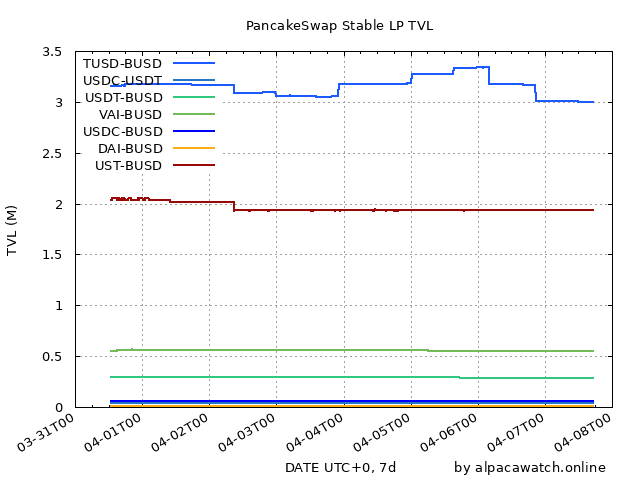 PancakeSwap Stable LP TVL
TUSD-BUSD
USDC-USDT
USDT-BUSD
VAI-BUSD
USDC-BUSD
DAI-BUSD
UST-BUSD
TVL (M)
3.5
3
2.5
2
1.5
1
0.5
0
03-31T00
04-01T00
04-02T00
04-03T00
04-04T00
04-05T00
04-06T00
04-07T00
04-08T00
DATE UTC+0, 7d
by alpacawatch.online